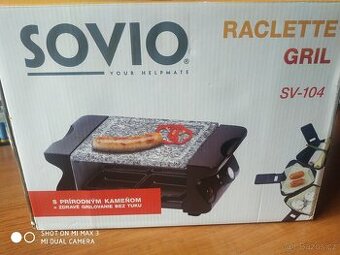 SOVIO®
YOUR HELPMATE
RACLETTE
GRIL
SV-104
S PRÍRODNÝM KAMEŇOM
= ZDRAVÉ GRILOVANIE BEZ TUKU
SHOT ON MI MAX 3
MI DUAL CAMERA